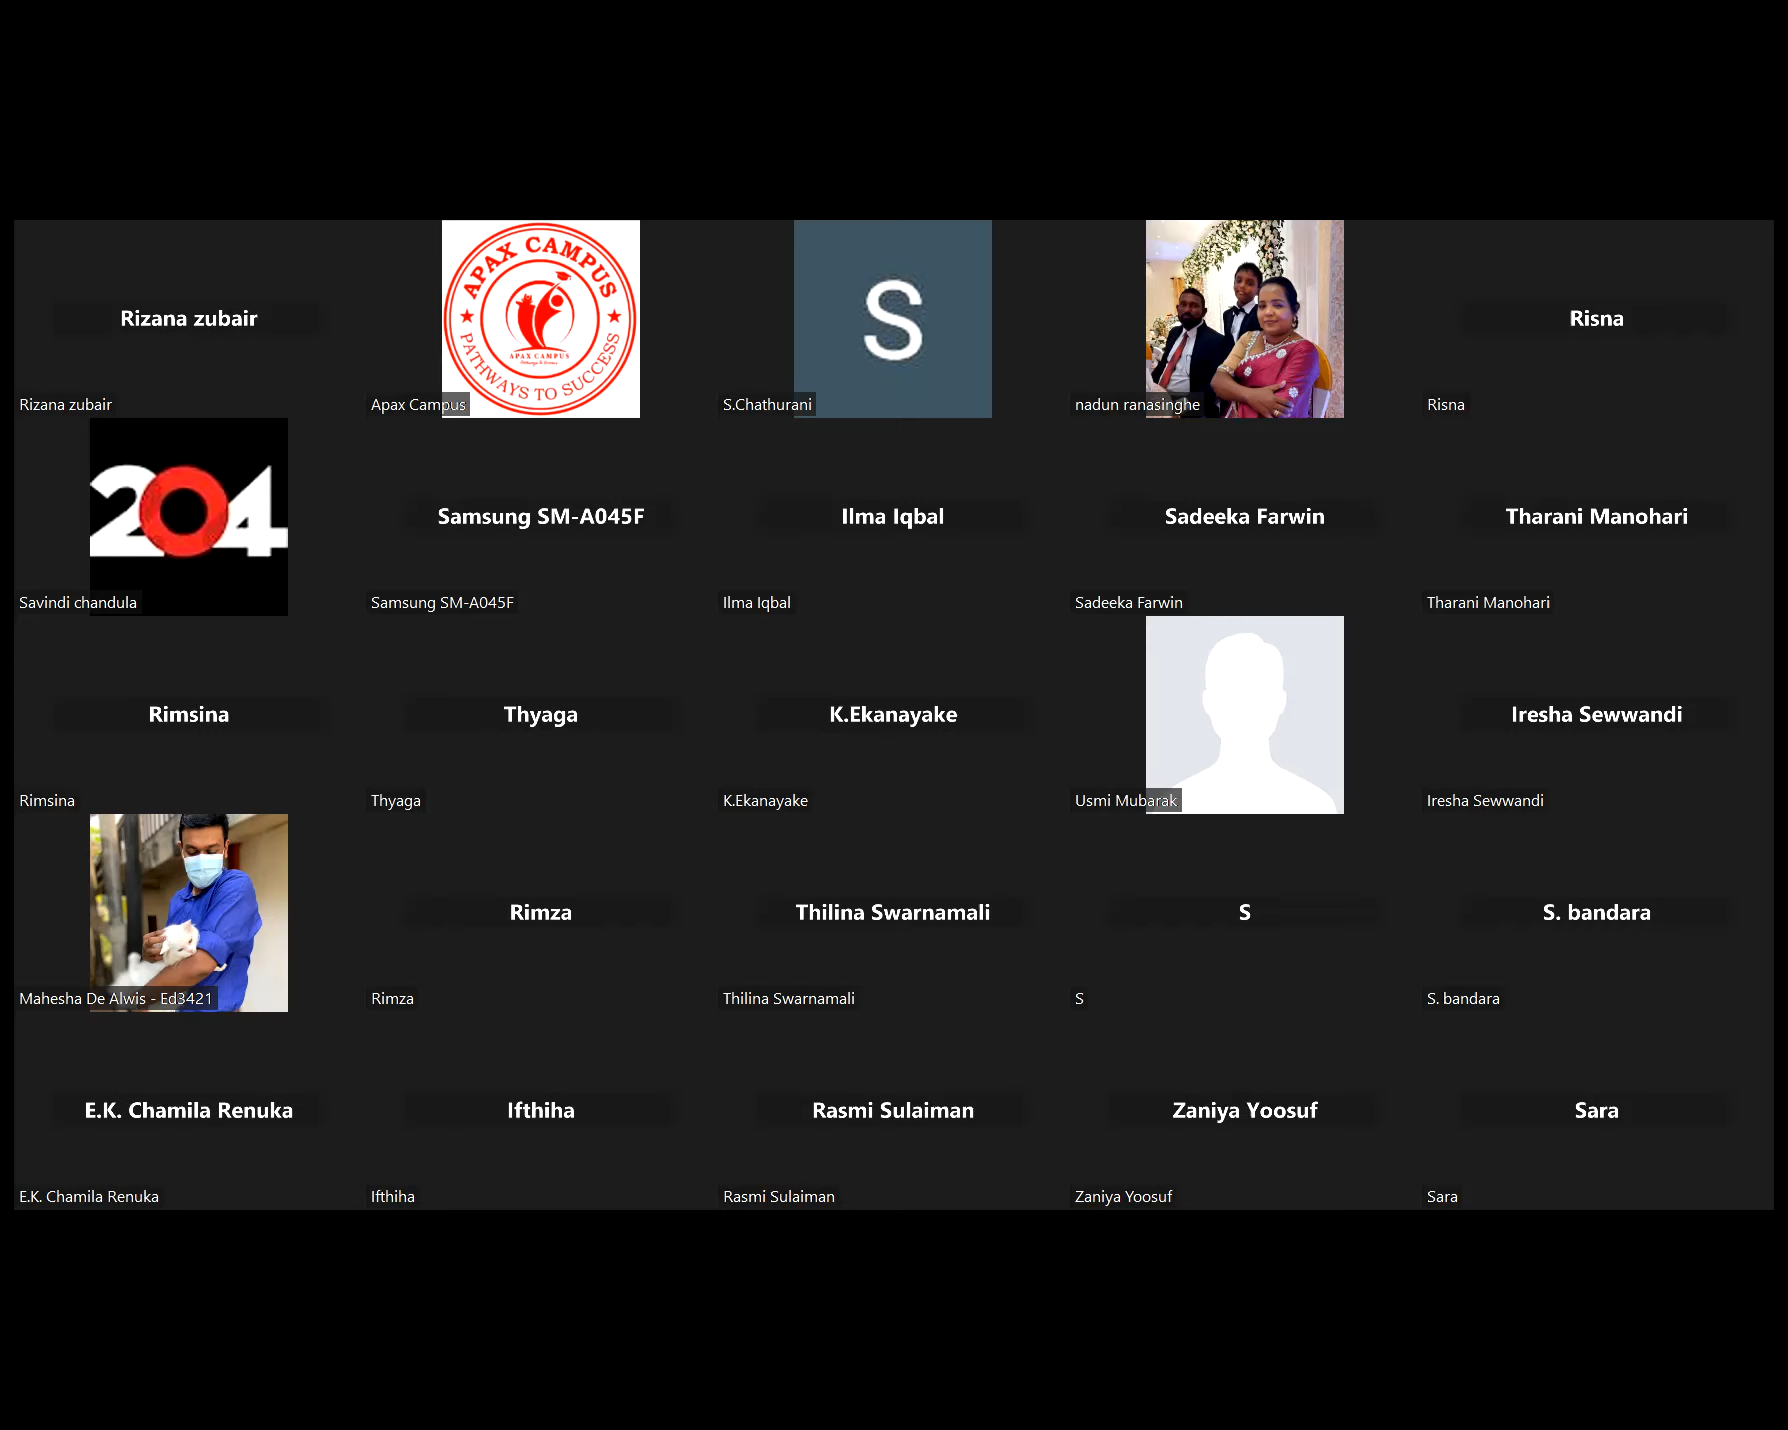 Rizana zubair
Rizana zubair
APAX CAMPUS
PATHWAYS TO SUCCESS
APAX CAMPUS
Apax Campus
S
S.Chathurani
nadun ranasinghe
Risna
Risna
204
Savindi chandula
Samsung SM-A045F
Samsung SM-A045F
Ilma Iqbal
Ilma Iqbal
Sadeeka Farwin
Sadeeka Farwin
Tharani Manohari
Tharani Manohari
Rimsina
Rimsina
Thyaga
Thyaga
K.Ekanayake
K.Ekanayake
Usmi Mubarak
Iresha Sewwandi
Iresha Sewwandi
Mahesha De Alwis - Ed3421
Rimza
Rimza
Thilina Swarnamali
Thilina Swarnamali
S
S
S. bandara
S. bandara
E.K. Chamila Renuka
E.K. Chamila Renuka
Ifthiha
Ifthiha
Rasmi Sulaiman
Rasmi Sulaiman
Zaniya Yoosuf
Zaniya Yoosuf
Sara
Sara